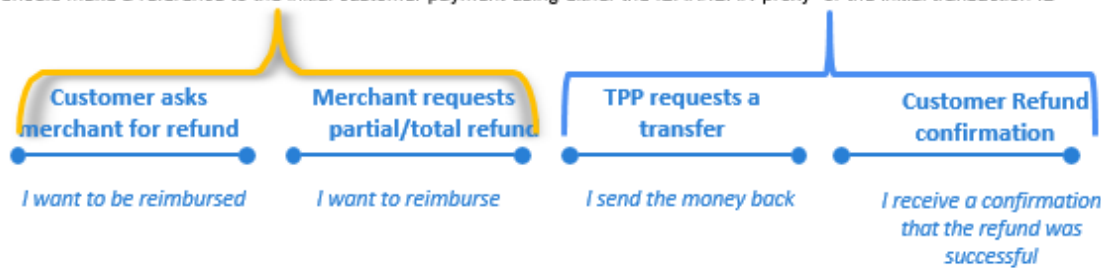 Customer asks
merchant for refund
Merchant requests
partial/total refund
TPP requests a
transfer
Customer Refund
confirmation
I want to be reimbursed
I want to reimburse
I send the money back
I receive a confirmation
that the refund was
successful